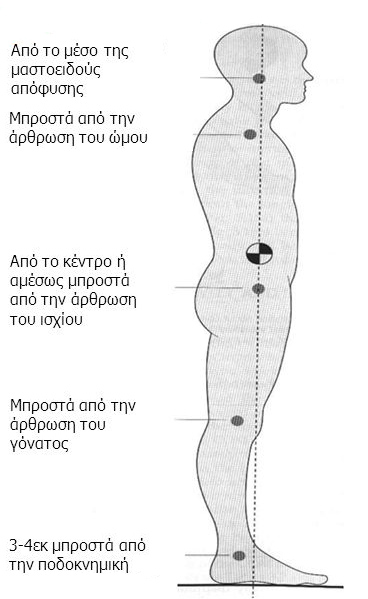 Από το μέσο της
μαστοειδούς
απόφυσης
Μπροστά από την
άρθρωση του ώμου
Από το κέντρο ή
αμέσως μπροστά
από την άρθρωση
του ισχίου
Μπροστά από την
άρθρωση του
γόνατος
3-4εκ μπροστά από
την ποδοκνημική